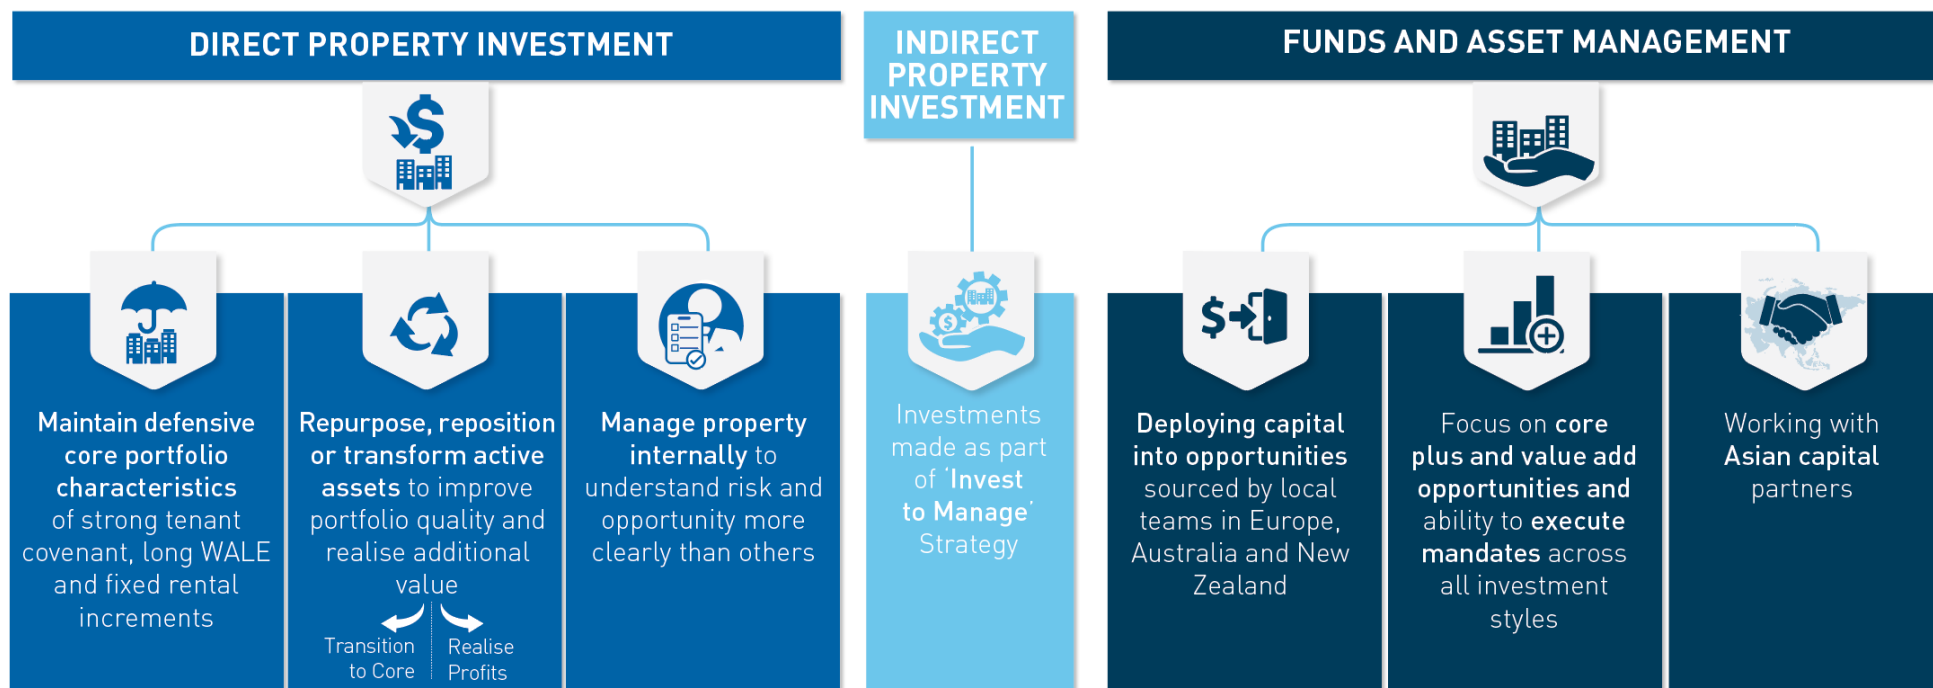 DIRECT PROPERTY INVESTMENT
Maintain defensive
core portfolio
characteristics
of strong tenant
covenant, long WALE
and fixed rental
increments
Repurpose, reposition
or transform active
assets to improve
portfolio quality and
realise additional
value
Transition
to Core
Realise
Profits
Manage property
internally to
understand risk and
opportunity more
clearly than others
INDIRECT
PROPERTY
INVESTMENT
Investments
made as part
of ‘Invest
to Manage’
Strategy
FUNDS AND ASSET MANAGEMENT
Deploying capital
into opportunities
sourced by local
teams in Europe,
Australia and New
Zealand
Focus on core
plus and value add
opportunities and
ability to execute
mandates across
all investment
styles
Working with
Asian capital
partners